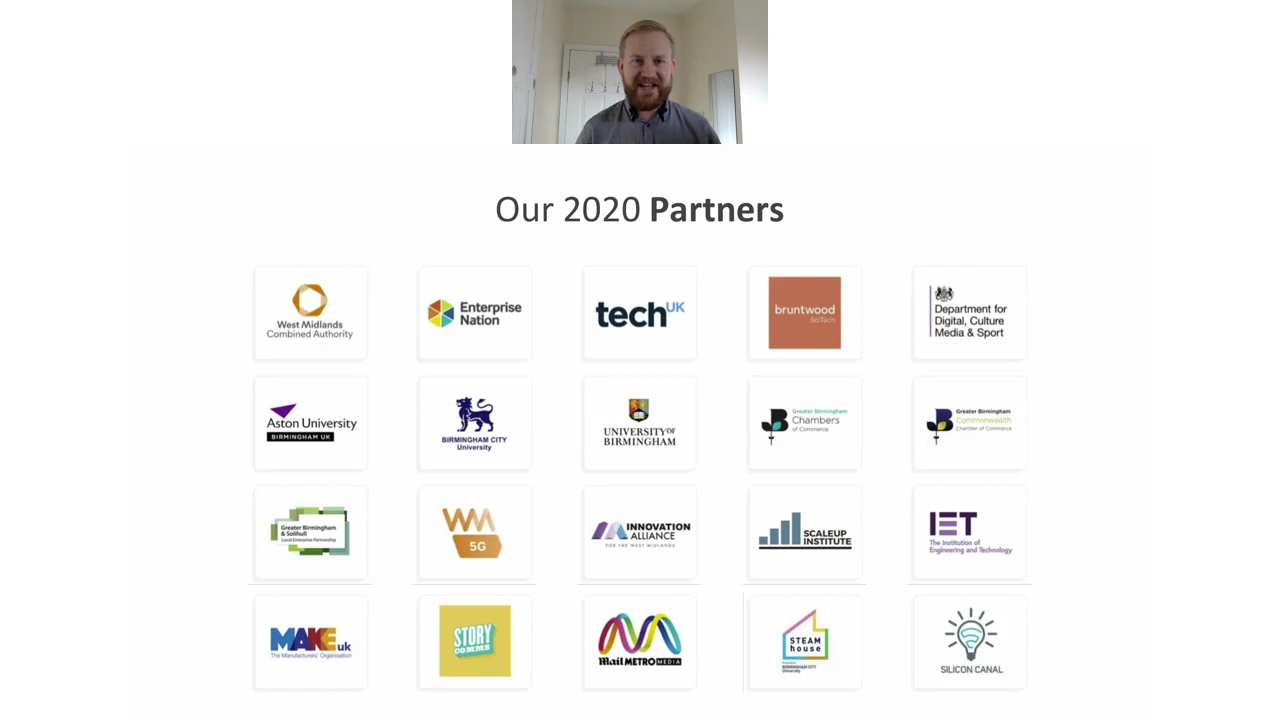 Our 2020 Partners
West Midlands
Combined Authority
Enterprise
Nation
techUK
bruntwood
SciTech
Department for
Digital, Culture
Media & Sport
Aston University
BIRMINGHAM UK
BIRMINGHAM CITY
University
UNIVERSITYOF
BIRMINGHAM
Greater Birmingham
Chambers
of Commerce
Greater Birmingham
Commonwealth
Chamber of Commerce
Greater Birmingham
& Solihull
Local Enterprise Partnership
WM
5G
INNOVATION
ALLIANCE
FOR THE WEST MIDLANDS
SCALEUP
INSTITUTE
IET
The Institution of
Engineering and Technology
MAKE uk
The Manufacturers' Organisation
STORY
COMMS
Mail METRO MEDIA
STEAM
house
BIRMINGHAM CITY
University
SILICON CANAL